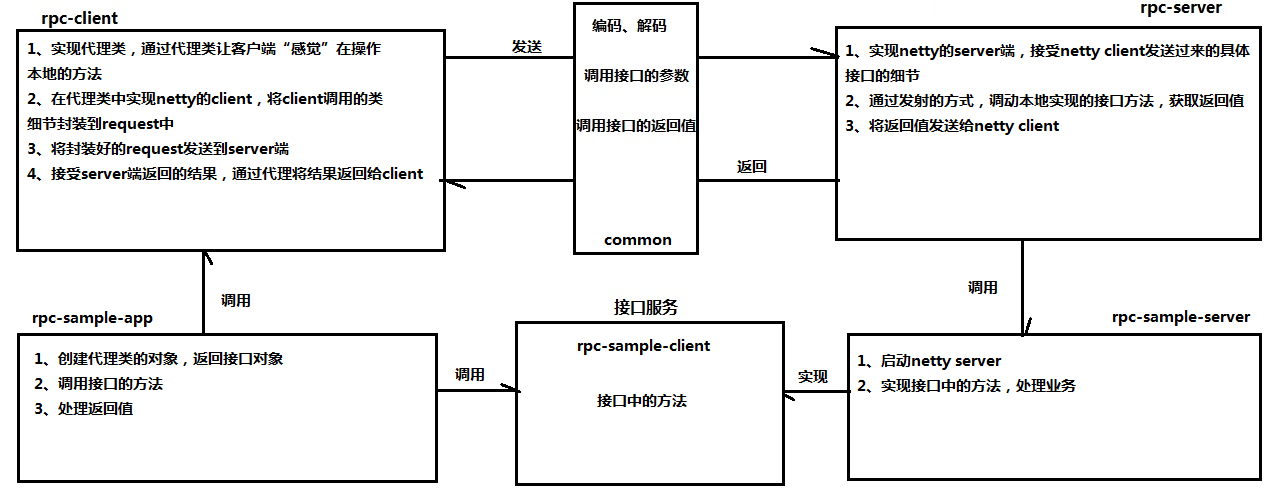 rpc-client
1、实现代理类，通过代理类让客户端“感觉”在操作
本地的方法
2、在代理类中实现netty的client，将client调用的类
细节封装到request中
3、将封装好的request发送到server端
4、接受server端返回的结果，通过代理将结果返回给client
发送
编码、解码
调用接口的参数
调用接口的返回值
common
返回
rpc-server
1、实现netty的server端，接受netty client发送过来的具体
接口的细节
2、通过发射的方式，调动本地实现的接口方法，获取返回值
3、将返回值发送给netty client
调用
调用
rpc-sample-app
1、创建代理类的对象，返回接口对象
2、调用接口的方法
3、处理返回值
调用
接口服务
rpc-sample-client
接口中的方法
实现
rpc-sample-server
1、启动netty server
2、实现接口中的方法，处理业务